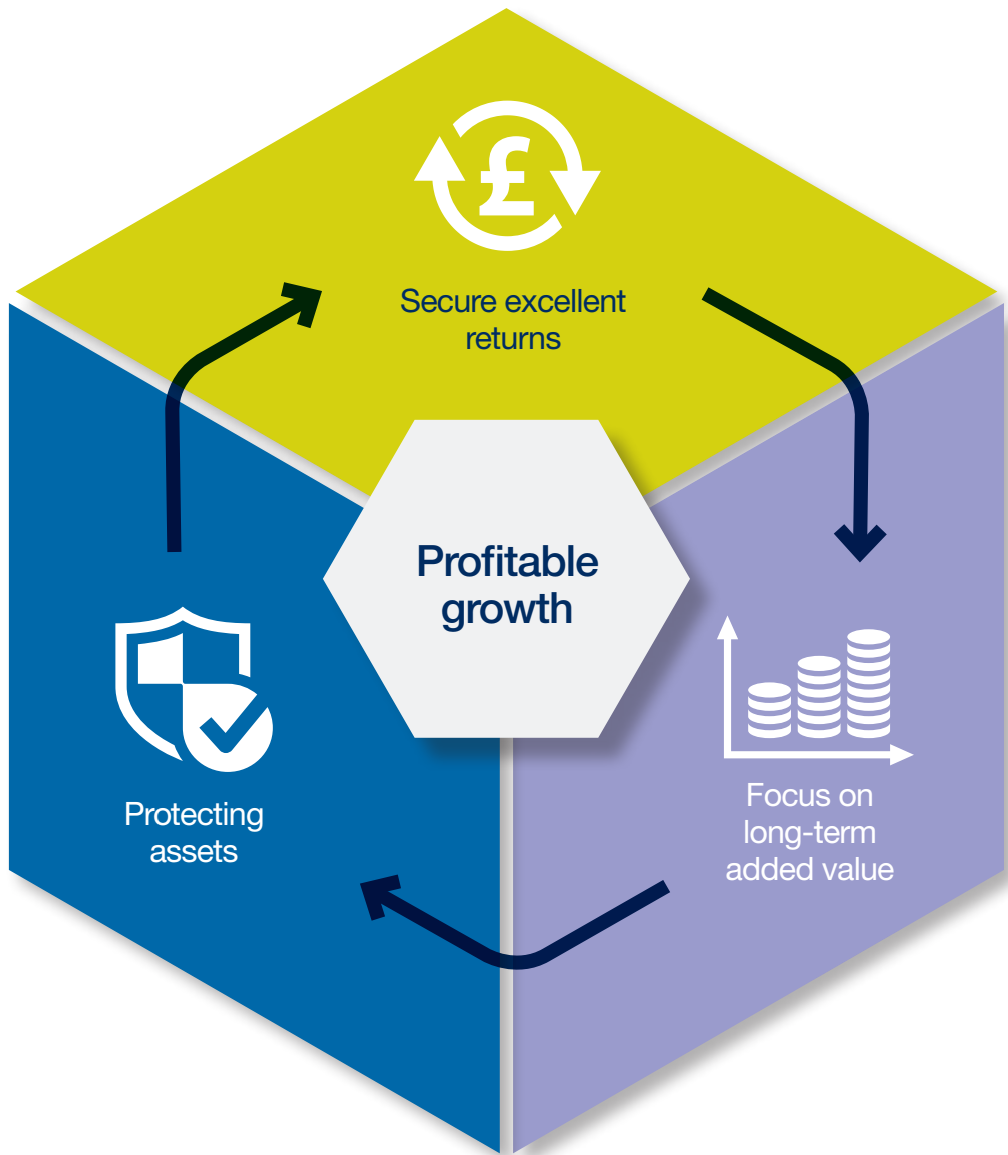 £
Secure excellent
returns
Profitable
growth
Protecting
assets
Focus on
long-term
added value